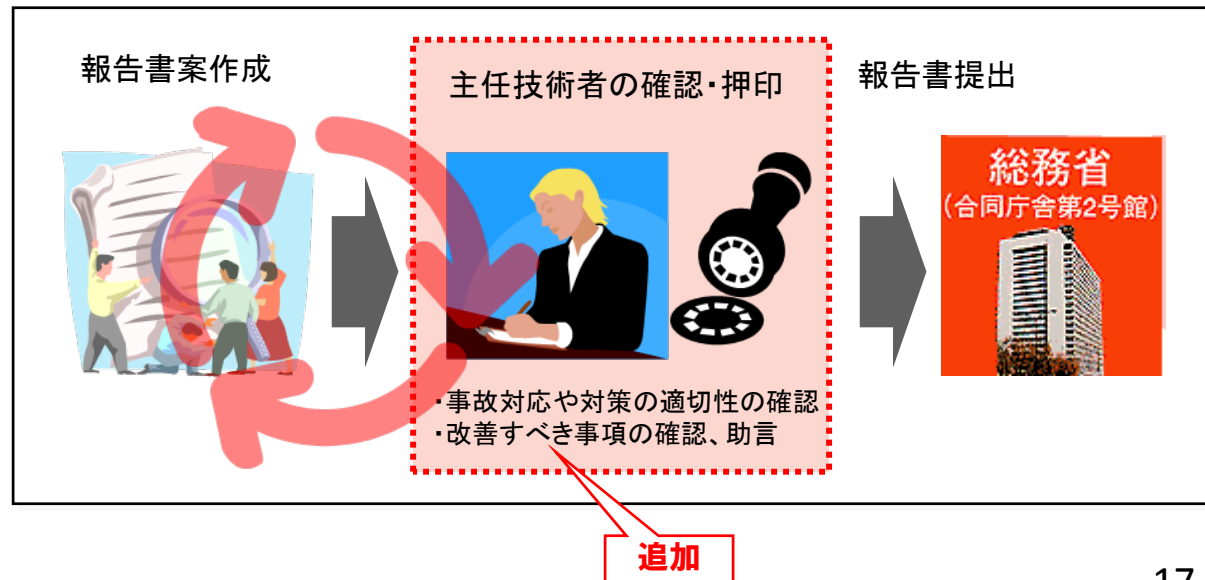 報告書案作成
主任技術者の確認・押印
報告書提出
総務省
(合同庁舎第2号館)
・事故対応や対策の適切性の確認
・改善すべき事項の確認、助言
追加
17